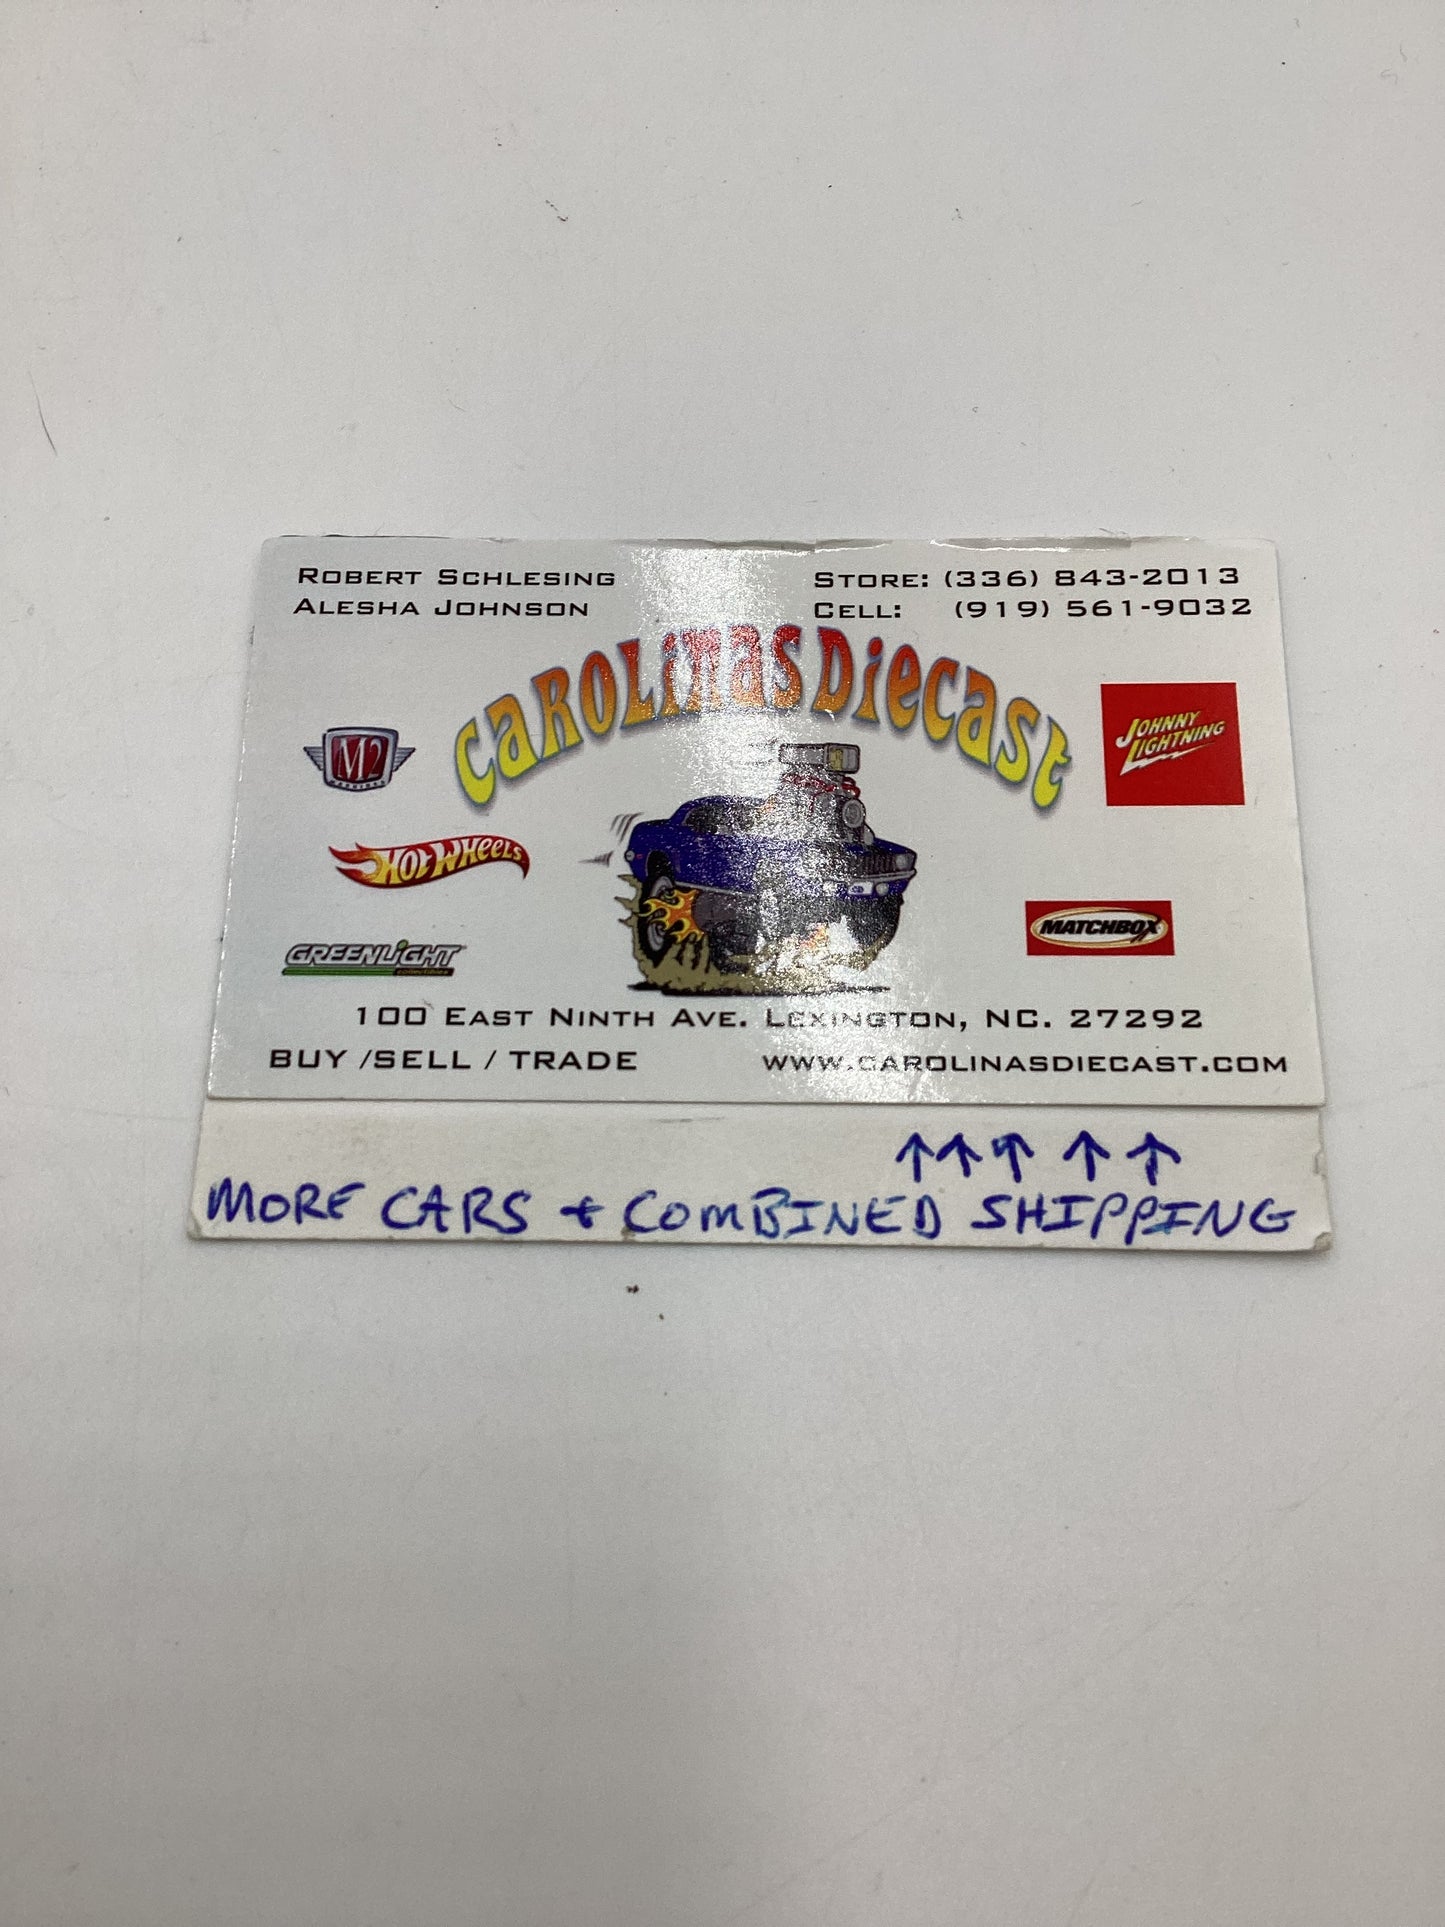 ROBERT SCHLESING
ALESHA JOHNSON
STORE: (336) 843-2013
CELL: (919) 561-9032
CAROLINAS DIECAST
M2
MACHINES
JOHNNY LIGHTNING
HOT WHEELS
MATCHBOX
GREENLIGHT
collectibles
100 EAST NINTH AVE. LEXINGTON, NC. 27292
BUY /SELL / TRADE
WWW.CAROLINASDIECAST.COM
↑ ↑ ↑ ↑ ↑
MORE CARS + COMBINED SHIPPING